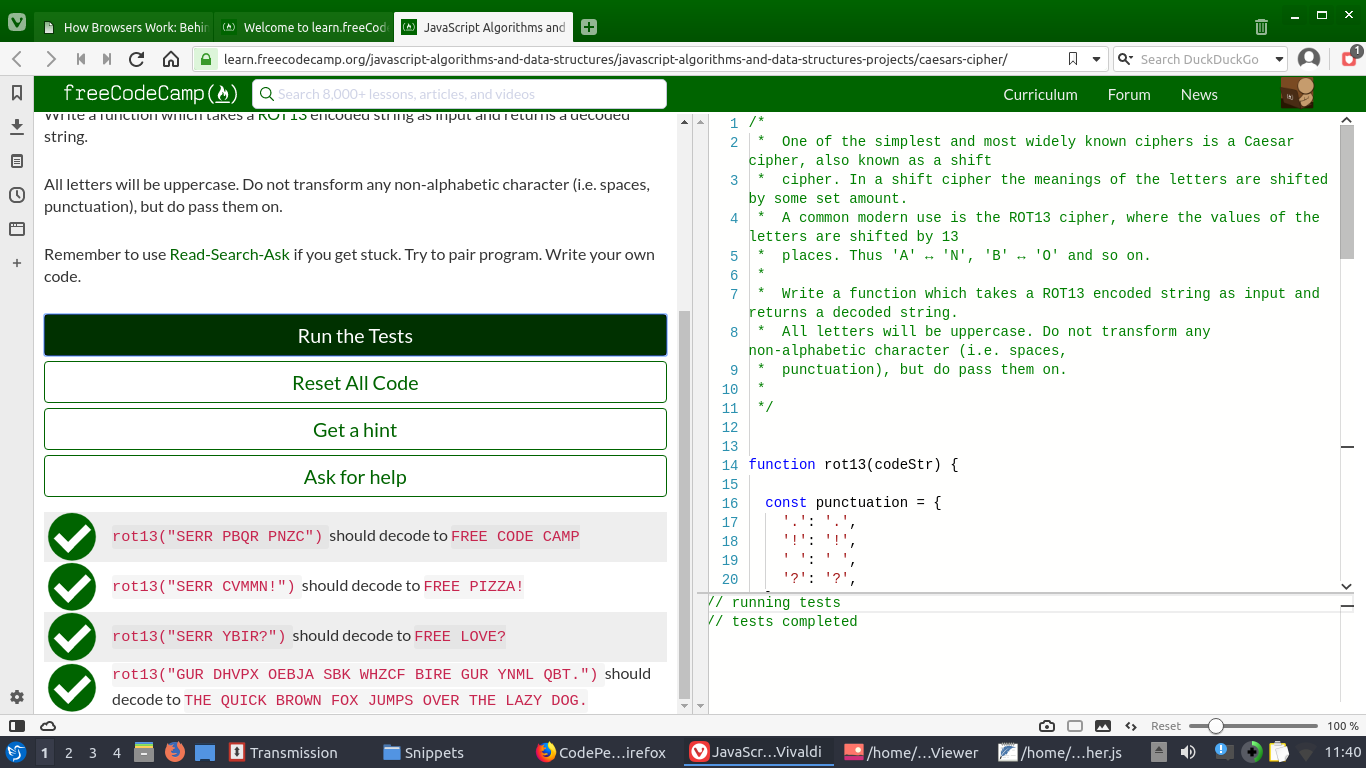 How Browsers Work: Behin
Welcome to learn.freeCode
JavaScript Algorithms and
learn.freecodecamp.org/javascript-algorithms-and-data-structures/javascript-algorithms-and-data-structures-projects/caesars-cipher/
Search DuckDuckGo
1
freeCodeCamp
Search 8,000+ lessons, articles, and videos
Curriculum
Forum
News
Write a function which takes a ROT13 encoded string as input and returns a decoded
string.
All letters will be uppercase. Do not transform any non-alphabetic character (i.e. spaces,
punctuation), but do pass them on.
Remember to use Read-Search-Ask if you get stuck. Try to pair program. Write your own
code.
Run the Tests
Reset All Code
Get a hint
Ask for help
rot13("SERR PBQR PNZC") should decode to FREE CODE CAMP
rot13("SERR CVMMN!") should decode to FREE PIZZA!
rot13("SERR YBIR?") should decode to FREE LOVE?
rot13("GUR DHVPX OEBJA SBK WHZCF BIRE GUR YNML QBT.") should
decode to THE QUICK BROWN FOX JUMPS OVER THE LAZY DOG.
1 /*
2  *  One of the simplest and most widely known ciphers is a Caesar
cipher, also known as a shift
3  *  cipher. In a shift cipher the meanings of the letters are shifted
by some set amount.
4  *  A common modern use is the ROT13 cipher, where the values of the
letters are shifted by 13
5  *  places. Thus 'A' ↔ 'N', 'B' ↔ 'O' and so on.
6  *
7  *  Write a function which takes a ROT13 encoded string as input and
returns a decoded string.
8  *  All letters will be uppercase. Do not transform any
non-alphabetic character (i.e. spaces,
9  *  punctuation), but do pass them on.
10  *
11  */
12
13
14 function rot13(codeStr) {
15
16   const punctuation = {
17     '.': '.',
18     '!': '!',
19     ' ': ' ',
20     '?': '?',
// running tests
// tests completed
Reset
100 %
1
2
3
4
Transmission
Snippets
CodePe...irefox
JavaScr...Vivaldi
/home/...Viewer
/home/...her.js
11:40